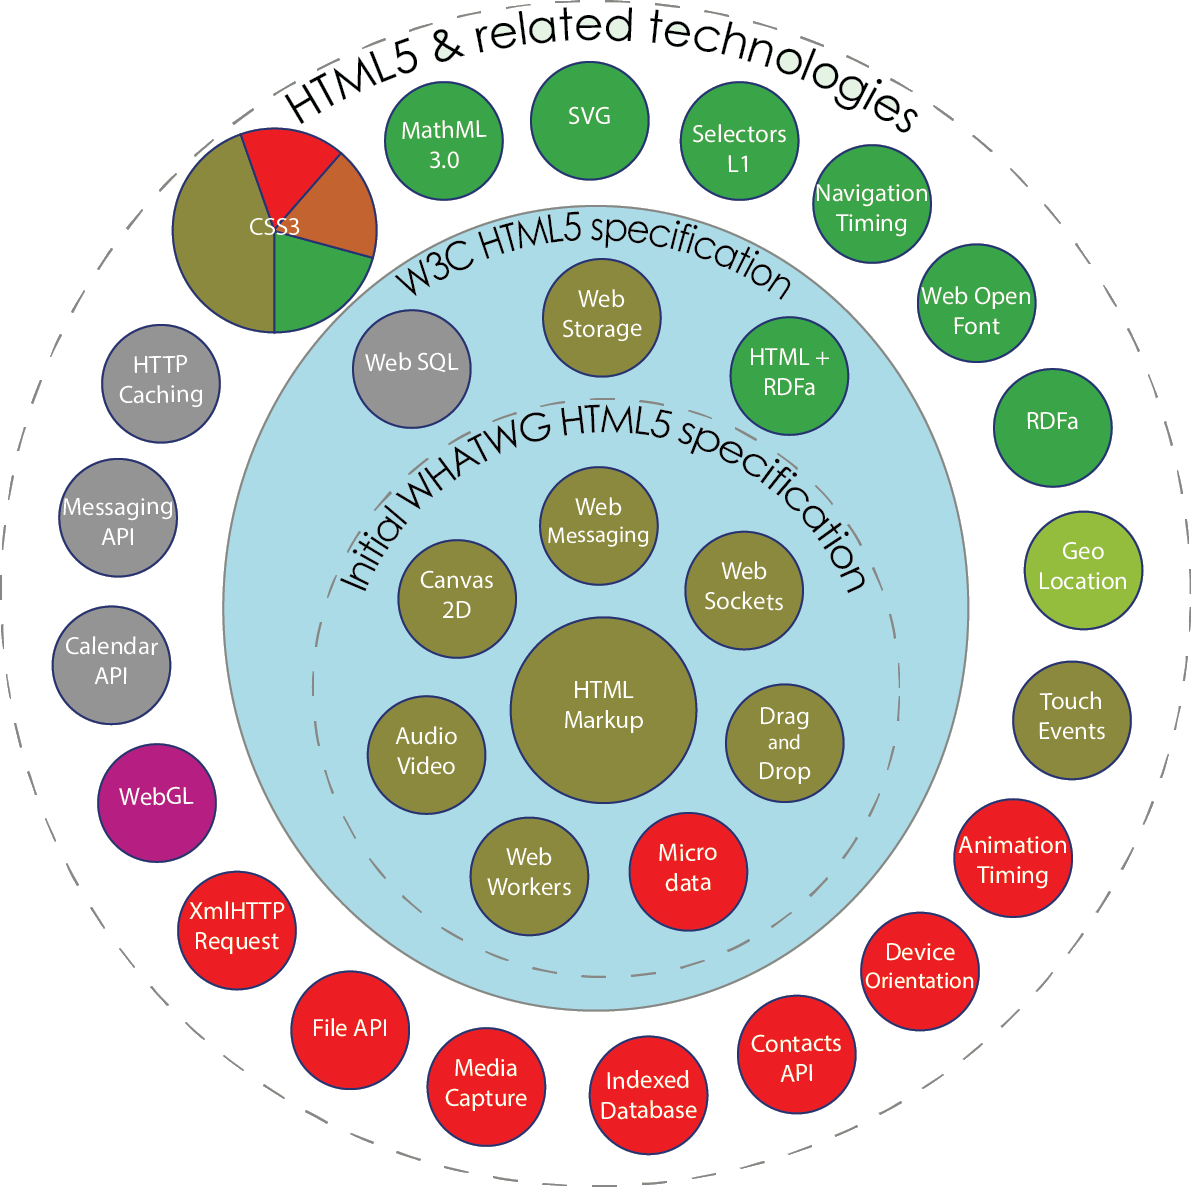 HTML5 & related technologies
MathML
3.0
SVG
Selectors
L1
Navigation
Timing
CSS3
Web Open
Font
HTTP
Caching
RDFa
Messaging
API
Geo
Location
Calendar
API
Touch
Events
WebGL
Animation
Timing
XmlHTTP
Request
Device
Orientation
File API
Media
Capture
Indexed
Database
Contacts
API
W3C HTML5 specification
Web SQL
Web
Storage
HTML +
RDFa
Initial WHATWG HTML5 specification
Web
Messaging
Canvas
2D
Web
Sockets
HTML
Markup
Audio
Video
Drag
and
Drop
Web
Workers
Micro
data